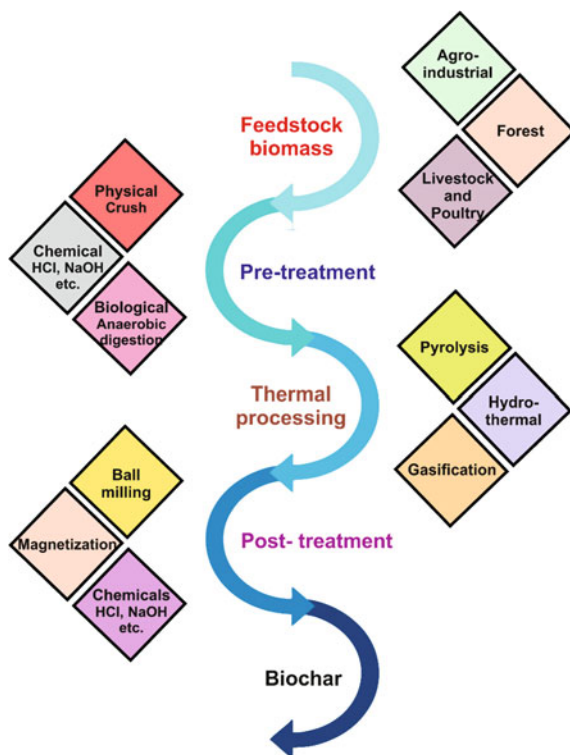 Feedstock
biomass
Agro-
industrial
Forest
Livestock
and
Poultry
Pre-treatment
Physical
Crush
Chemical
HCl, NaOH
etc.
Biological
Anaerobic
digestion
Thermal
processing
Pyrolysis
Hydro-
thermal
Gasification
Post- treatment
Ball
milling
Magnetization
Chemicals
HCl, NaOH
etc.
Biochar